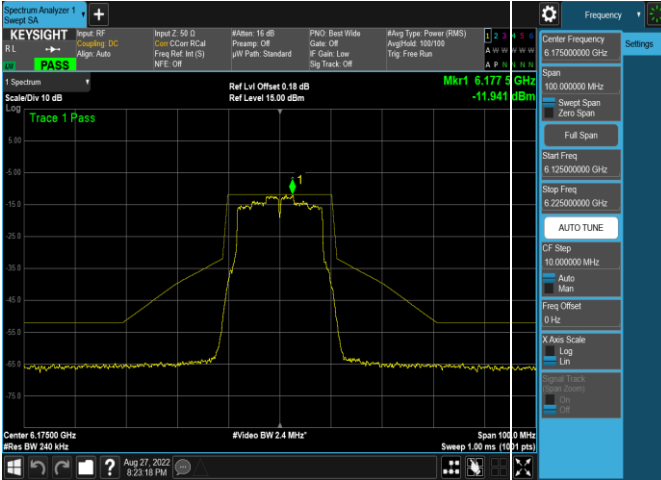 Spectrum Analyzer 1
Swept SA
Frequency
KEYSIGHT
Input: RF
Coupling: DC
Align: Auto
Input Z: 50 Ω
Corr CCorr RCal
Freq Ref: Int (S)
NFE: Off
#Atten: 16 dB
Preamp: Off
µW Path: Standard
PNO: Best Wide
Gate: Off
IF Gain: Low
Sig Track: Off
#Avg Type: Power (RMS)
Avg|Hold: 100/100
Trig: Free Run
1 2 3 4 5 6
A W W W W W
A P N N N N
R L
LW
PASS
1 Spectrum
Scale/Div 10 dB
Ref Lvl Offset 0.18 dB
Ref Level 15.00 dBm
Mkr1 6.177 5 GHz
-11.941 dBm
Log
Trace 1 Pass
5.00
-5.00
-15.0
-25.0
-35.0
-45.0
-55.0
-65.0
-75.0
1
Center 6.17500 GHz
#Res BW 240 kHz
#Video BW 2.4 MHz*
Span 100.0 MHz
Sweep 1.00 ms (1001 pts)
Aug 27, 2022
8:23:18 PM
Center Frequency
6.175000000 GHz
Settings
Span
100.000000 MHz
Swept Span
Zero Span
Full Span
Start Freq
6.125000000 GHz
Stop Freq
6.225000000 GHz
AUTO TUNE
CF Step
10.000000 MHz
Auto
Man
Freq Offset
0 Hz
X Axis Scale
Log
Lin
Signal Track
(Span Zoom)
On
Off